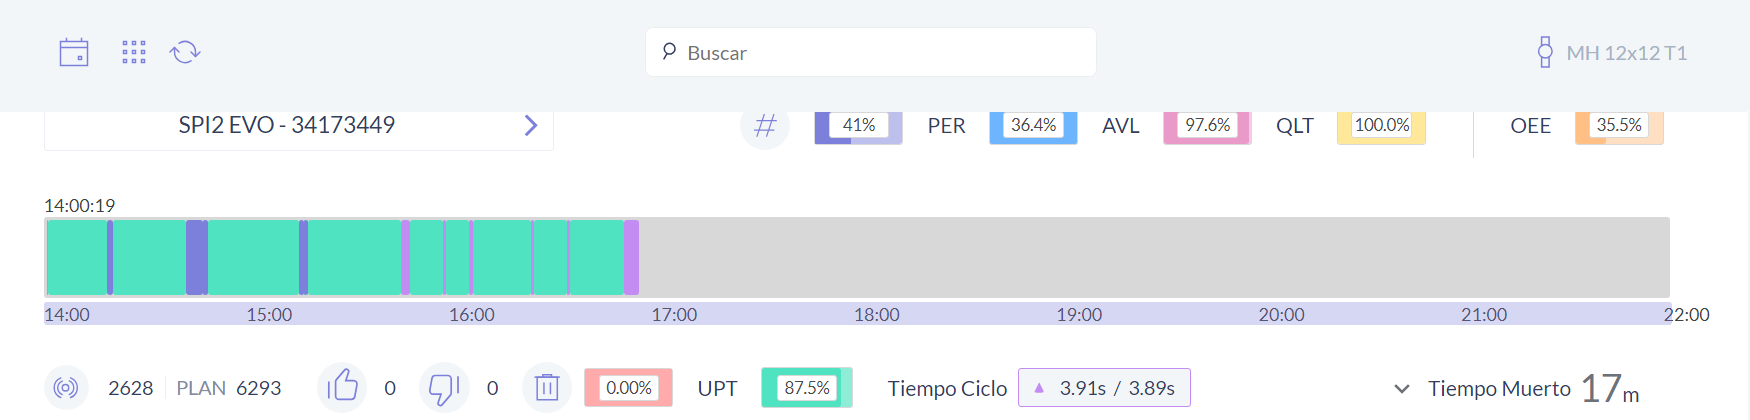 Buscar
MH 12x12 T1
SPI2 EVO - 34173449
# 41% PER 36.4% AVL 97.6% QLT 100.0% OEE 35.5%
14:00:19
14:00 15:00 16:00 17:00 18:00 19:00 20:00 21:00 22:00
2628 PLAN 6293 0 0 0.00% UPT 87.5% Tiempo Ciclo 3.91s / 3.89s Tiempo Muerto 17m